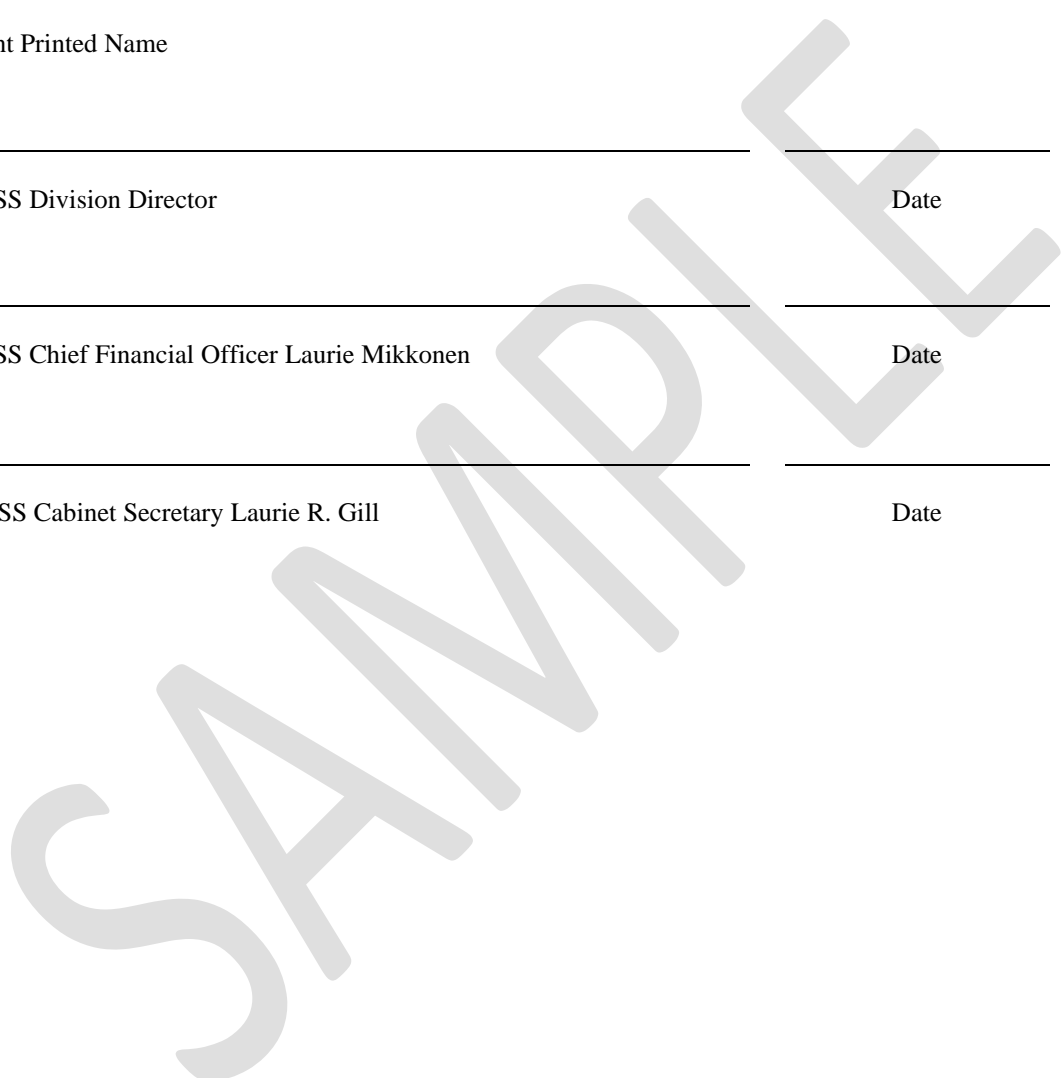 nt Printed Name
SS Division Director Date
SS Chief Financial Officer Laurie Mikkonen Date
SS Cabinet Secretary Laurie R. Gill Date
SAMPLE